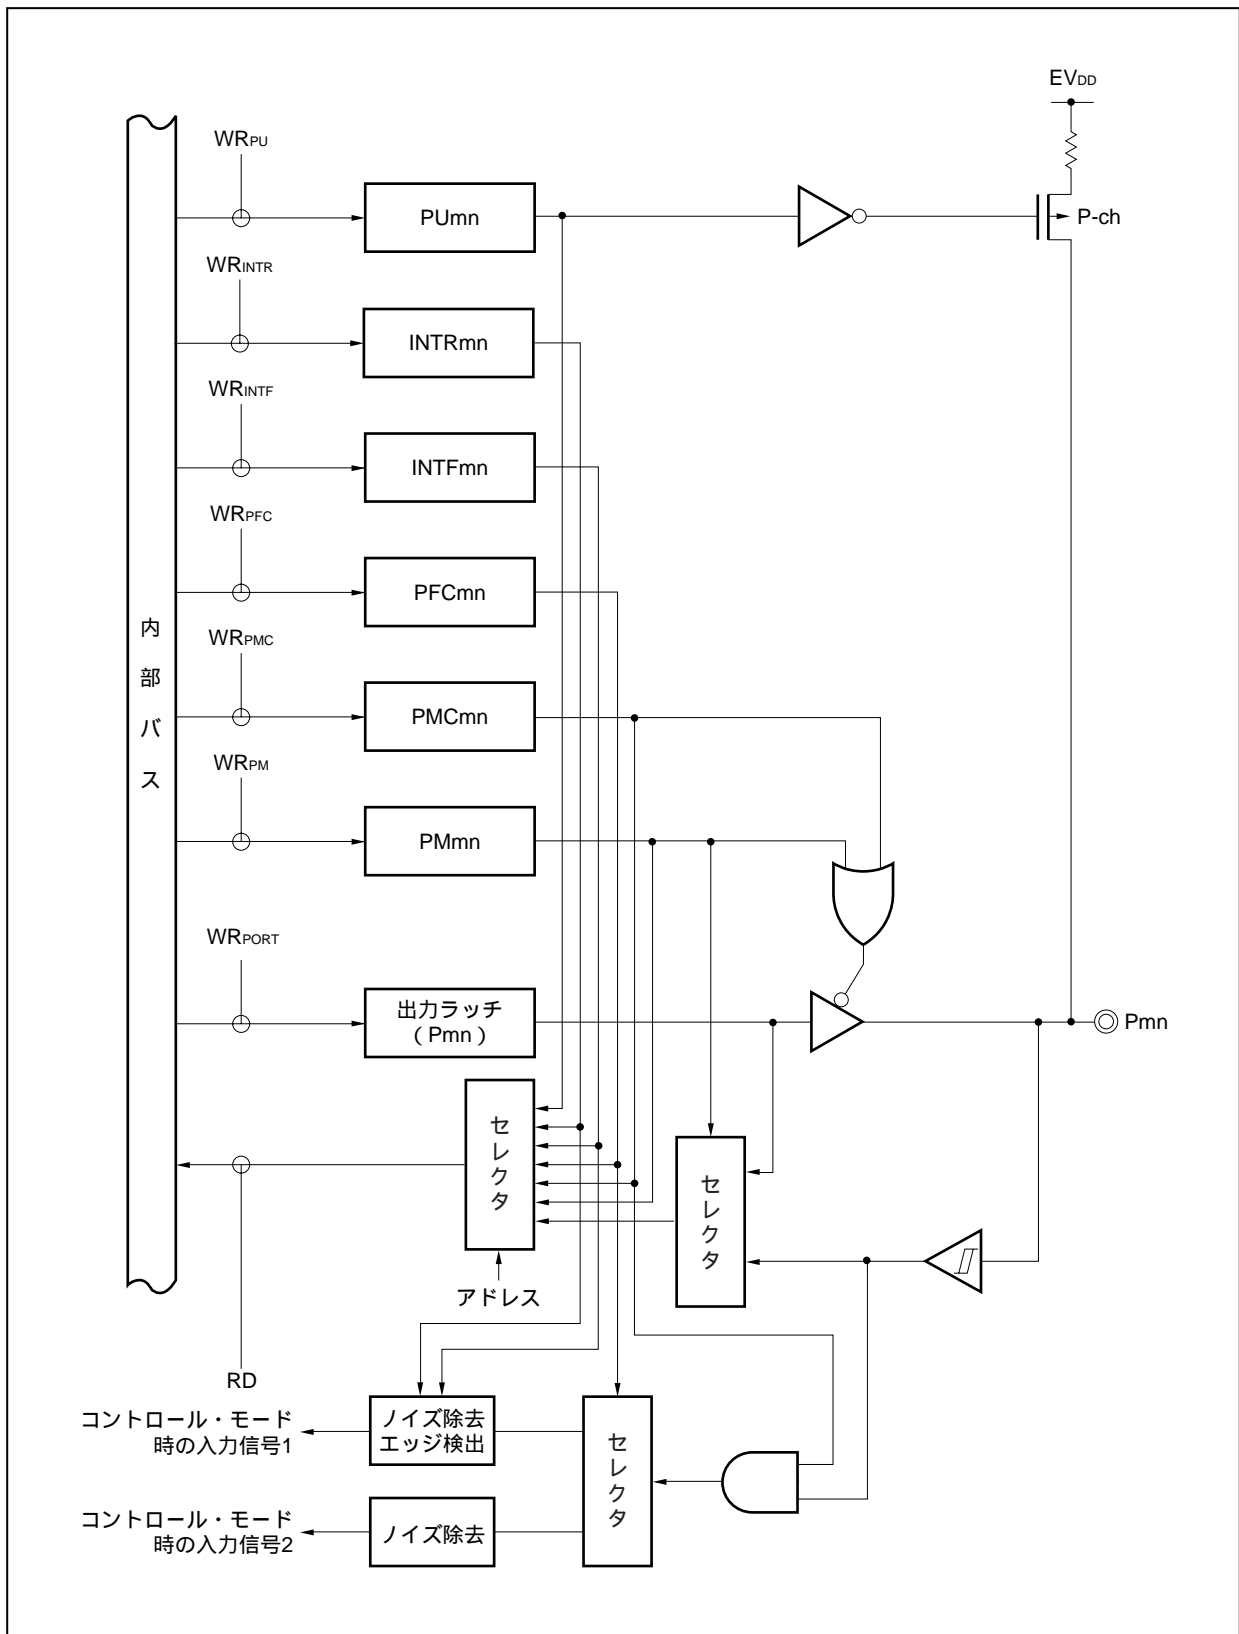 EVDD
WRPU
PUmn
P-ch
WRINTR
INTRmn
WRINTF
INTFmn
WRPFC
PFCmn
内部バス
WRPMC
PMCmn
WRPM
PMmn
WRPORT
出力ラッチ
(Pmn)
Pmn
セレクタ
セレクタ
アドレス
RD
コントロール・モード
時の入力信号1
ノイズ除去
エッジ検出
セレクタ
コントロール・モード
時の入力信号2
ノイズ除去